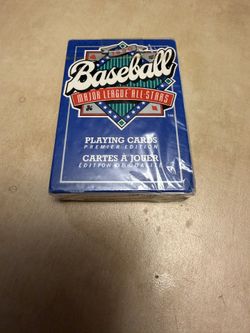 Baseball
MAJOR LEAGUE ALL-STARS
PLAYING CARDS
PREMIER EDITION
CARTES A JOUER